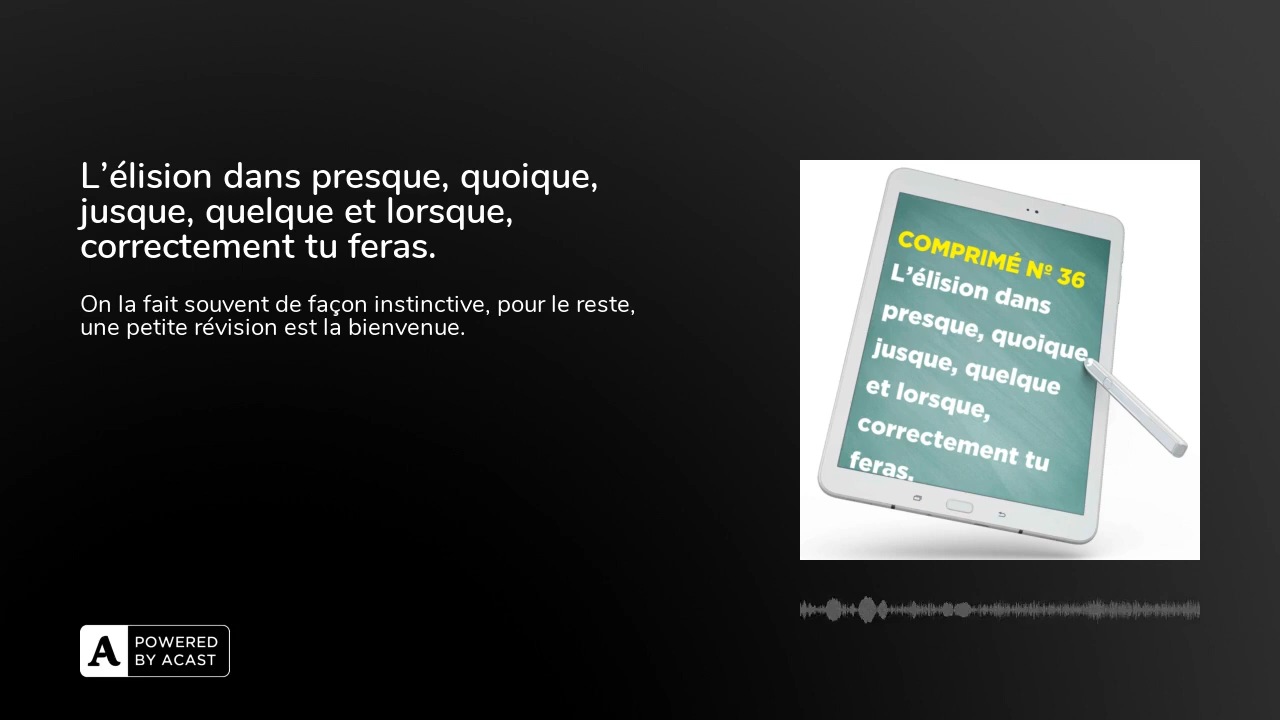 L’élision dans presque, quoique,
jusque, quelque et lorsque,
correctement tu feras.
On la fait souvent de façon instinctive, pour le reste,
une petite révision est la bienvenue.
COMPRIMÉ Nº 36
L’élision dans
presque, quoique,
jusque, quelque
et lorsque,
correctement tu
feras.
A POWERED
BY ACAST